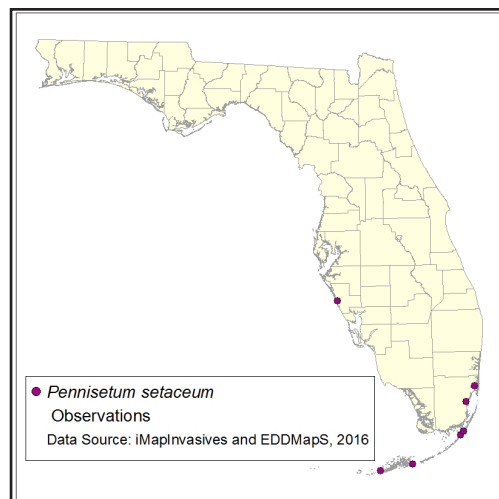 Pennisetum setaceum
Observations
Data Source: iMapInvasives and EDDMapS, 2016